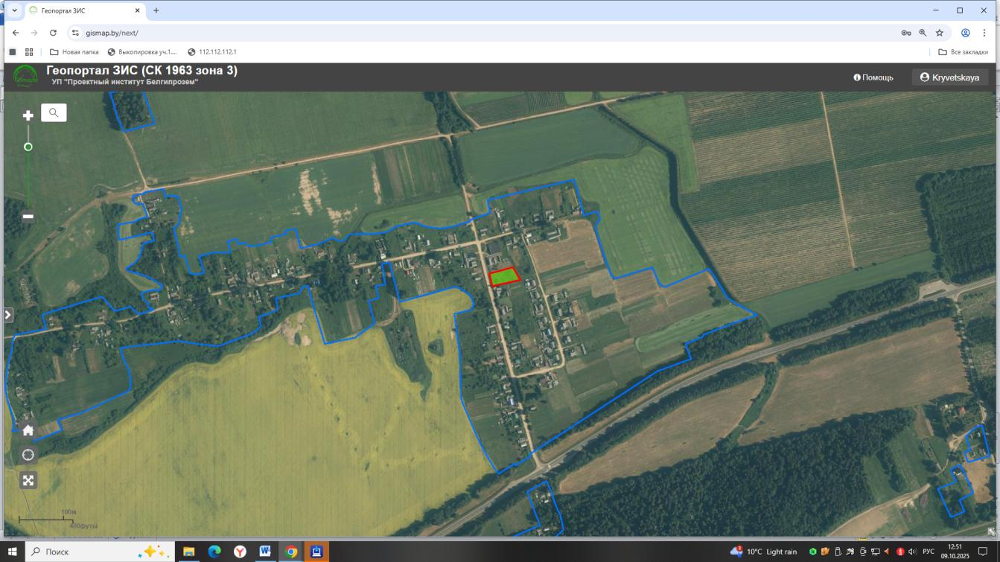 Геопортал ЗИС
gismap.by/next/
Новая папка
Выкопировка уч.1....
112.112.112.1
Все закладки
Геопортал ЗИС (СК 1963 зона 3)
УП "Проектный институт Белгипрозем"
Помощь
Kryvetskaya
100м
400футы
Поиск
10°C Light rain
РУС
12:51
09.10.2025